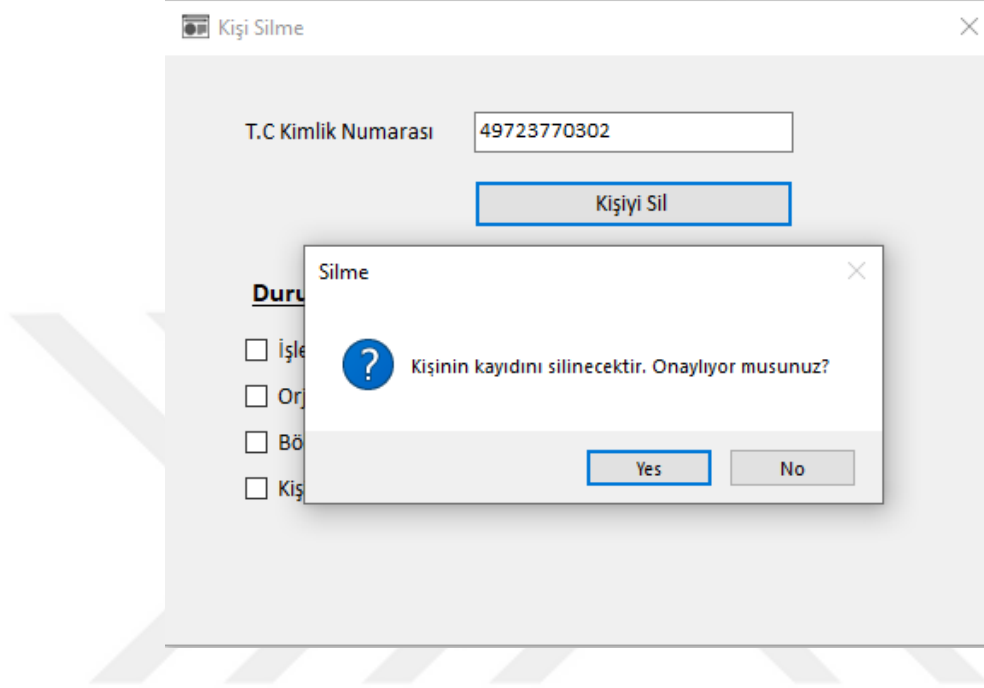 Kişi Silme
T.C Kimlik Numarası
49723770302
Kişiyi Sil
Silme
Kişinin kayıdını silinecektir. Onaylıyor musunuz?
Yes
No